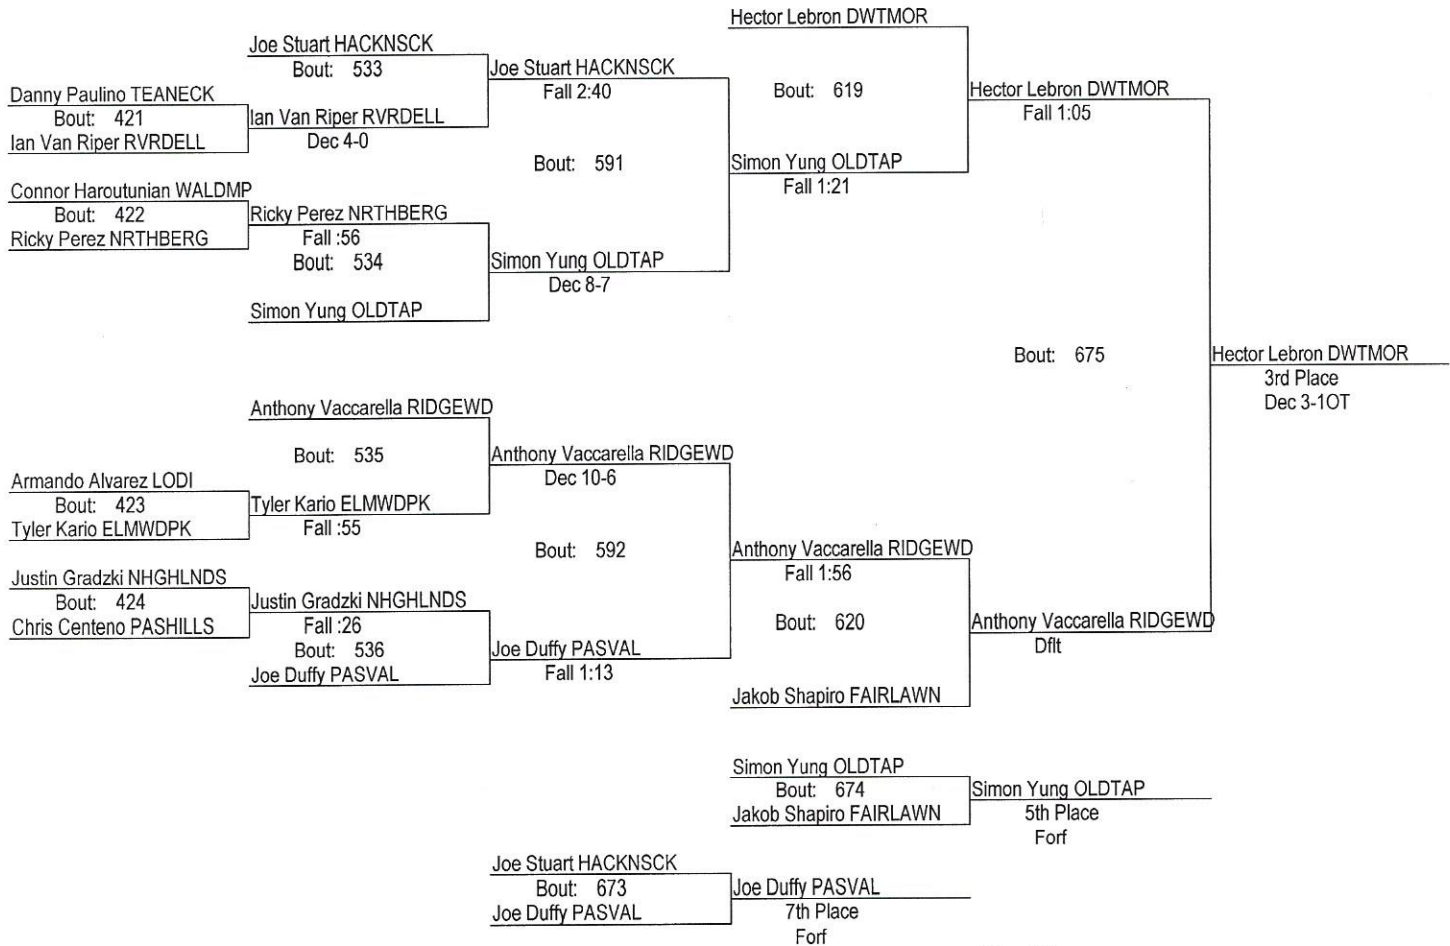 Hector Lebron DWTMOR
Joe Stuart HACKNSCK
Bout: 533
Joe Stuart HACKNSCK
Fall 2:40
Danny Paulino TEANECK
Bout: 421
Ian Van Riper RVRDELL
Ian Van Riper RVRDELL
Dec 4-0
Bout: 619
Hector Lebron DWTMOR
Fall 1:05
Bout: 591
Simon Yung OLDTAP
Fall 1:21
Connor Haroutunian WALDMP
Bout: 422
Ricky Perez NRTHBERG
Ricky Perez NRTHBERG
Fall :56
Bout: 534
Simon Yung OLDTAP
Dec 8-7
Simon Yung OLDTAP
Bout: 675
Hector Lebron DWTMOR
3rd Place
Dec 3-1OT
Anthony Vaccarella RIDGEWD
Bout: 535
Anthony Vaccarella RIDGEWD
Dec 10-6
Armando Alvarez LODI
Bout: 423
Tyler Kario ELMWDPK
Tyler Kario ELMWDPK
Fall :55
Bout: 592
Anthony Vaccarella RIDGEWD
Fall 1:56
Justin Gradzki NHGHLNDS
Bout: 424
Chris Centeno PASHILLS
Justin Gradzki NHGHLNDS
Fall :26
Bout: 536
Joe Duffy PASVAL
Joe Duffy PASVAL
Fall 1:13
Bout: 620
Anthony Vaccarella RIDGEWD
Dflt
Jakob Shapiro FAIRLAWN
Simon Yung OLDTAP
Bout: 674
Jakob Shapiro FAIRLAWN
Simon Yung OLDTAP
5th Place
Forf
Joe Stuart HACKNSCK
Bout: 673
Joe Duffy PASVAL
Joe Duffy PASVAL
7th Place
Forf